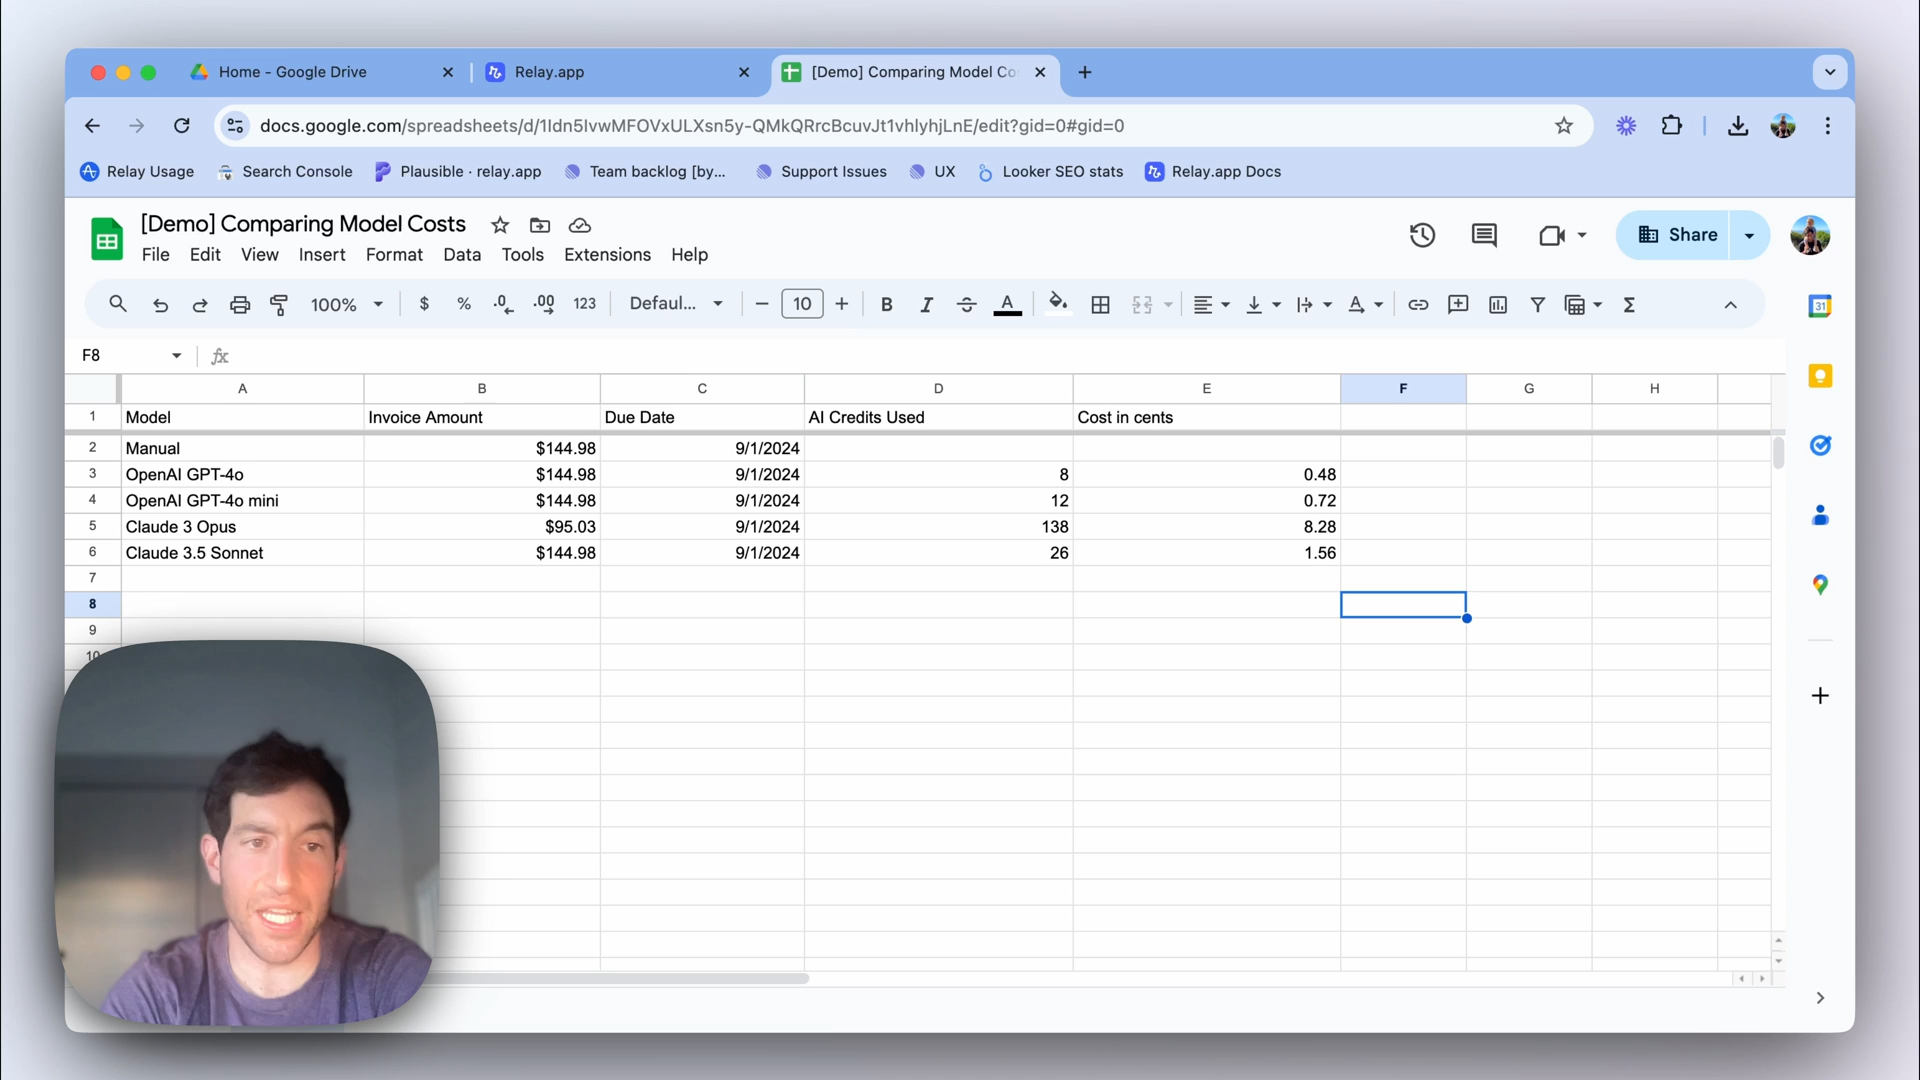 Home - Google Drive
Relay.app
[Demo] Comparing Model Co
docs.google.com/spreadsheets/d/1Idn5IvwMFOVxULXsn5y-QMkQRrcBcuvJt1vhlyhjLnE/edit?gid=0#gid=0
Relay Usage
Search Console
Plausible · relay.app
Team backlog [by...
Support Issues
UX
Looker SEO stats
Relay.app Docs
[Demo] Comparing Model Costs
File Edit View Insert Format Data Tools Extensions Help
Share
31
100% $ % .0 .00 123 Defaul... 10 B I A A Σ
F8 fx
A B C D E F G H
1 Model Invoice Amount Due Date AI Credits Used Cost in cents
2 Manual $144.98 9/1/2024
3 OpenAI GPT-4o $144.98 9/1/2024 8 0.48
4 OpenAI GPT-4o mini $144.98 9/1/2024 12 0.72
5 Claude 3 Opus $95.03 9/1/2024 138 8.28
6 Claude 3.5 Sonnet $144.98 9/1/2024 26 1.56
7
8
9
10